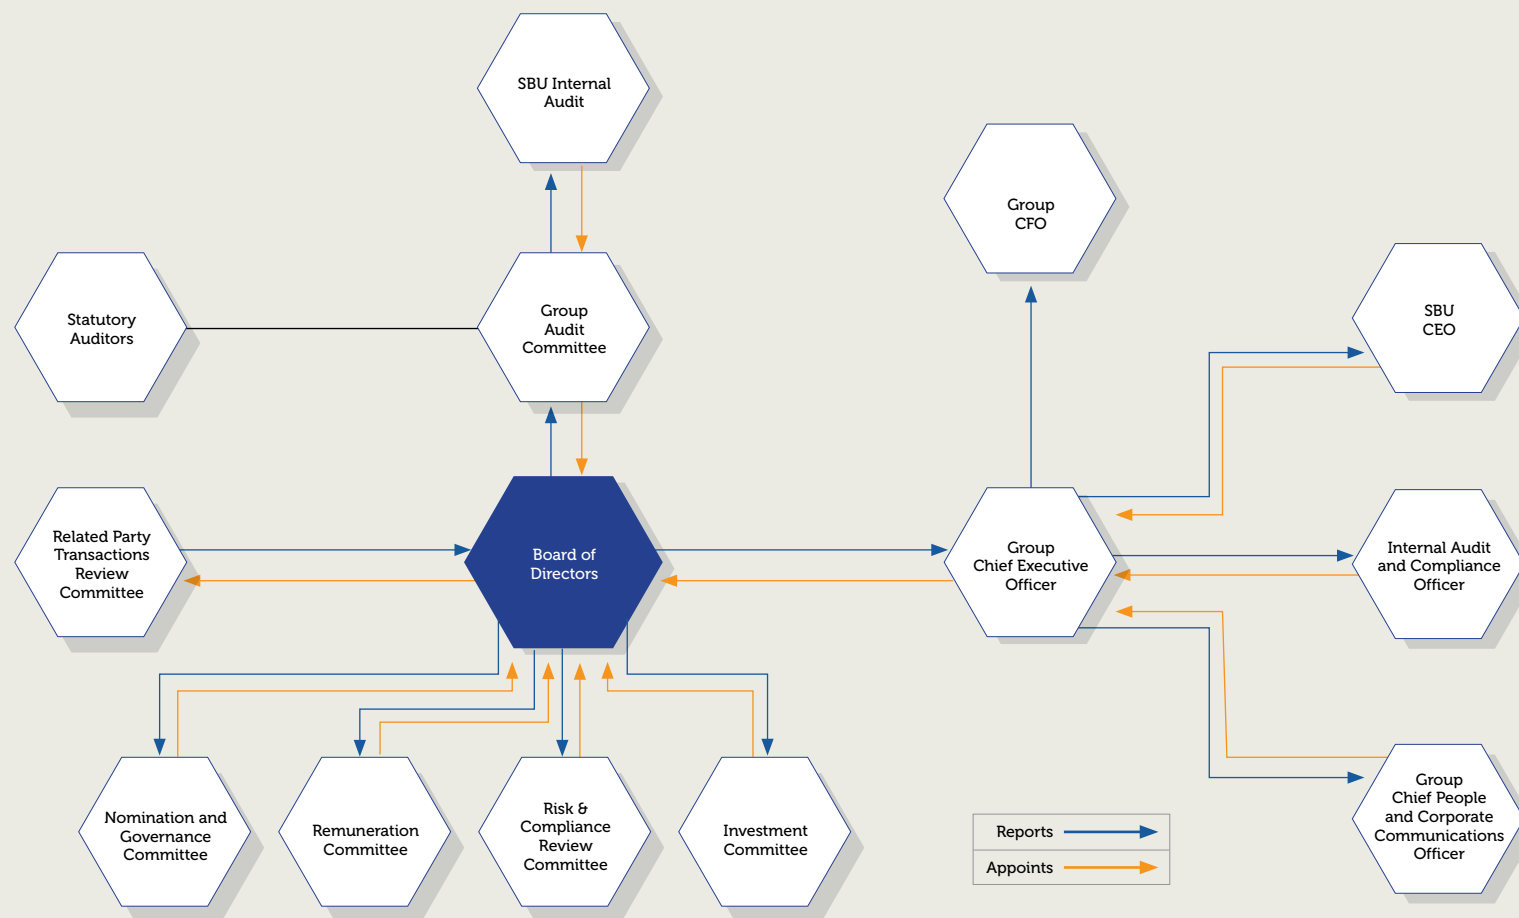 SBU Internal
Audit
Group
CFO
Statutory
Auditors
Group
Audit
Committee
SBU
CEO
Related Party
Transactions
Review
Committee
Board of
Directors
Group
Chief Executive
Officer
Internal Audit
and Compliance
Officer
Nomination and
Governance
Committee
Remuneration
Committee
Risk &
Compliance
Review
Committee
Investment
Committee
Reports
Appoints
Group
Chief People
and Corporate
Communications
Officer